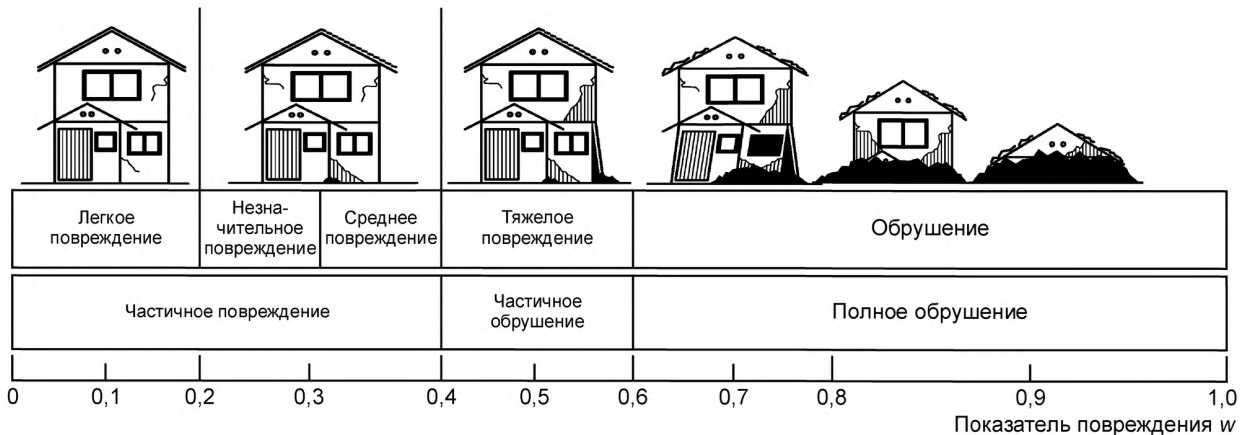 Легкое
повреждение
Незна-
чительное
повреждение
Среднее
повреждение
Тяжелое
повреждение
Обрушение
Частичное повреждение
Частичное
обрушение
Полное обрушение
0 0,1 0,2 0,3 0,4 0,5 0,6 0,7 0,8 0,9 1,0
Показатель повреждения w